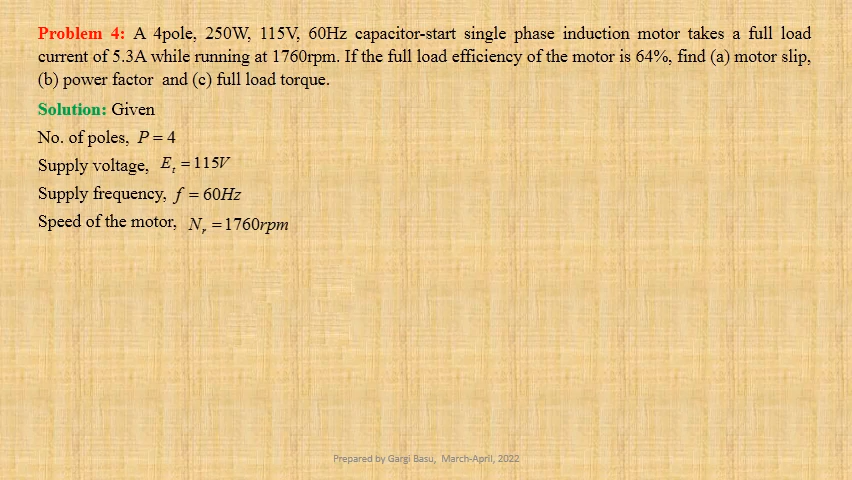 Problem 4: A 4pole, 250W, 115V, 60Hz capacitor-start single phase induction motor takes a full load
current of 5.3A while running at 1760rpm. If the full load efficiency of the motor is 64%, find (a) motor slip,
(b) power factor and (c) full load torque.
Solution: Given
No. of poles, P = 4
Supply voltage, E_t = 115V
Supply frequency, f = 60Hz
Speed of the motor, N_r = 1760rpm
Prepared by Gargi Basu, March-April, 2022